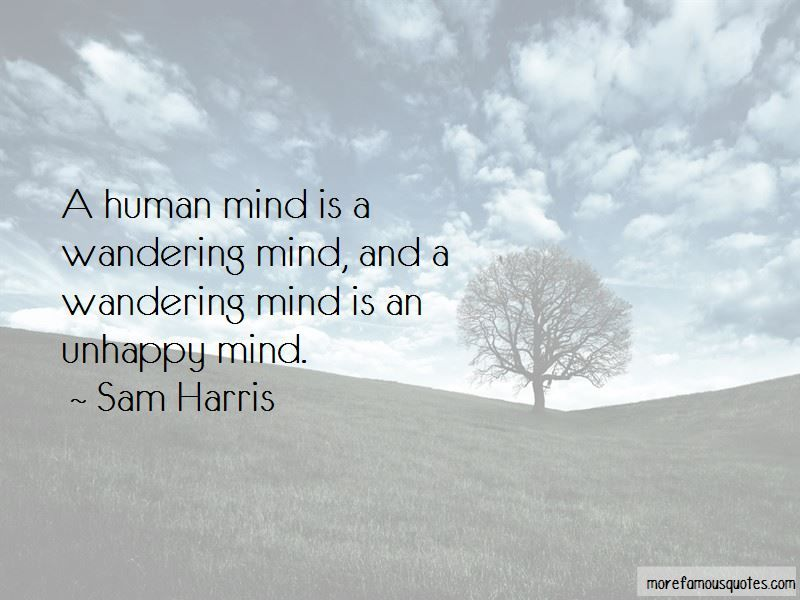 A human mind is a
wandering mind, and a
wandering mind is an
unhappy mind.
~ Sam Harris
morefamousquotes.com